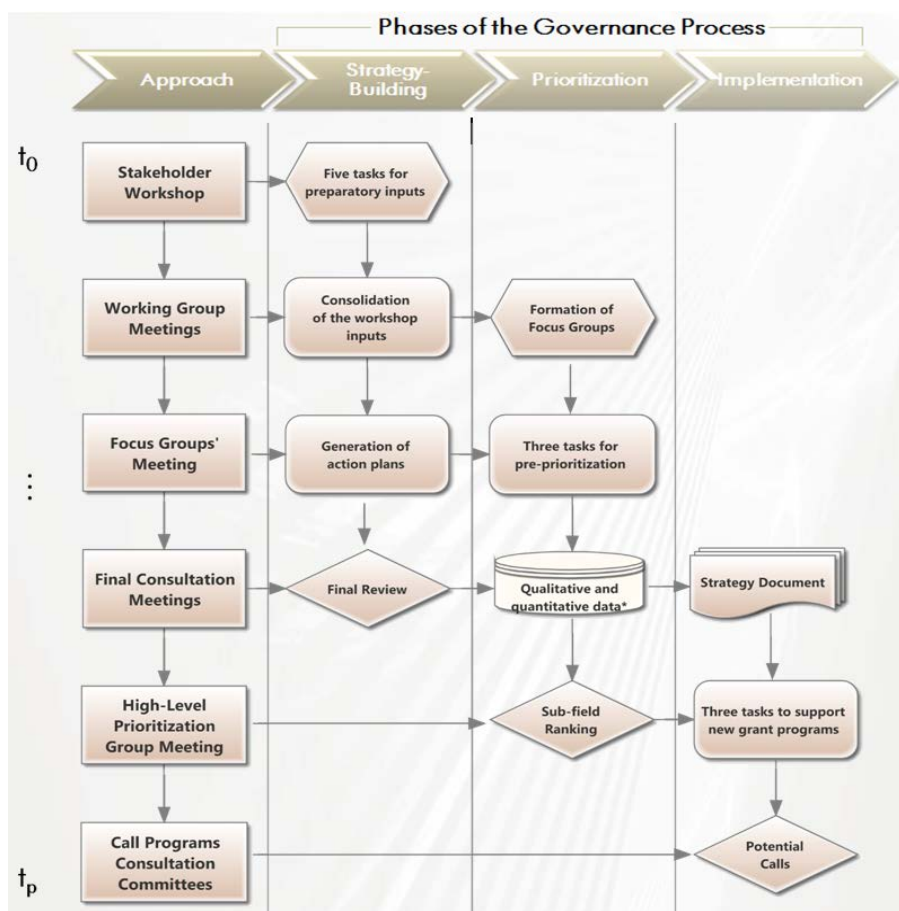 Phases of the Governance Process
Approach
Strategy-
Building
Prioritization
Implementation
t0
Stakeholder
Workshop
Five tasks for
preparatory inputs
Working Group
Meetings
Consolidation
of the workshop
inputs
Formation of
Focus Groups
Focus Groups'
Meeting
Generation of
action plans
Three tasks for
pre-prioritization
⋮
Final Consultation
Meetings
Final Review
Qualitative and
quantitative data*
Strategy Document
High-Level
Prioritization
Group Meeting
Sub-field
Ranking
Three tasks to support
new grant programs
Call Programs
Consultation
Committees
Potential
Calls
tp